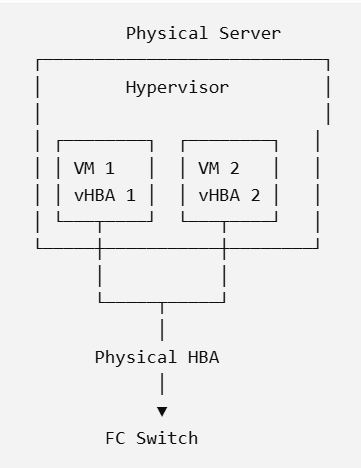 Physical Server
Hypervisor
VM 1 VM 2
vHBA 1 vHBA 2
Physical HBA
FC Switch